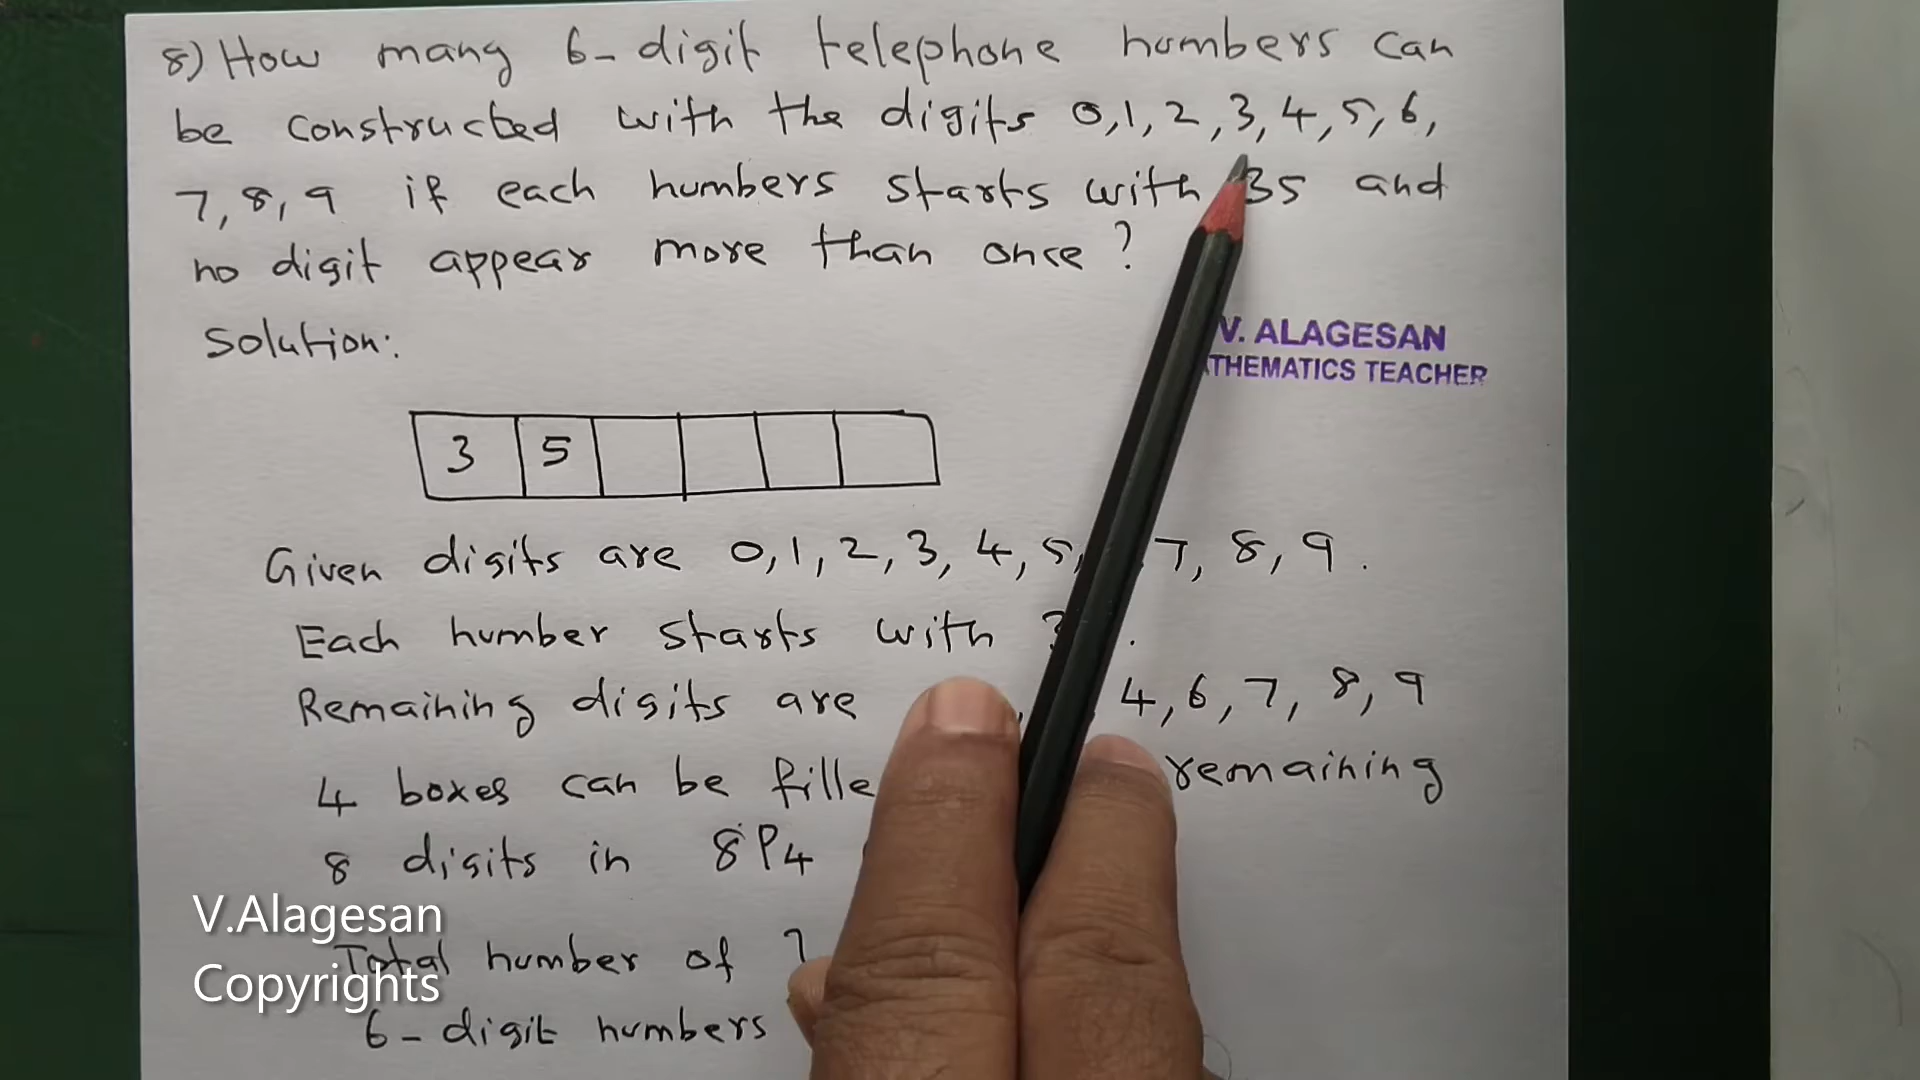 8) How many 6-digit telephone numbers can
be constructed with the digits 0,1,2,3,4,5,6,
7,8,9 if each numbers starts with 35 and
no digit appear more than once?
Solution:
V. ALAGESAN
THEMATICS TEACHER
3 5
Given digits are 0,1,2,3,4,5, 7,8,9.
Each number starts with 3 .
Remaining digits are 4,6,7,8,9
4 boxes can be fille remaining
8 digits in 8P4
V.Alagesan
Total number of
Copyrights
6-digit numbers